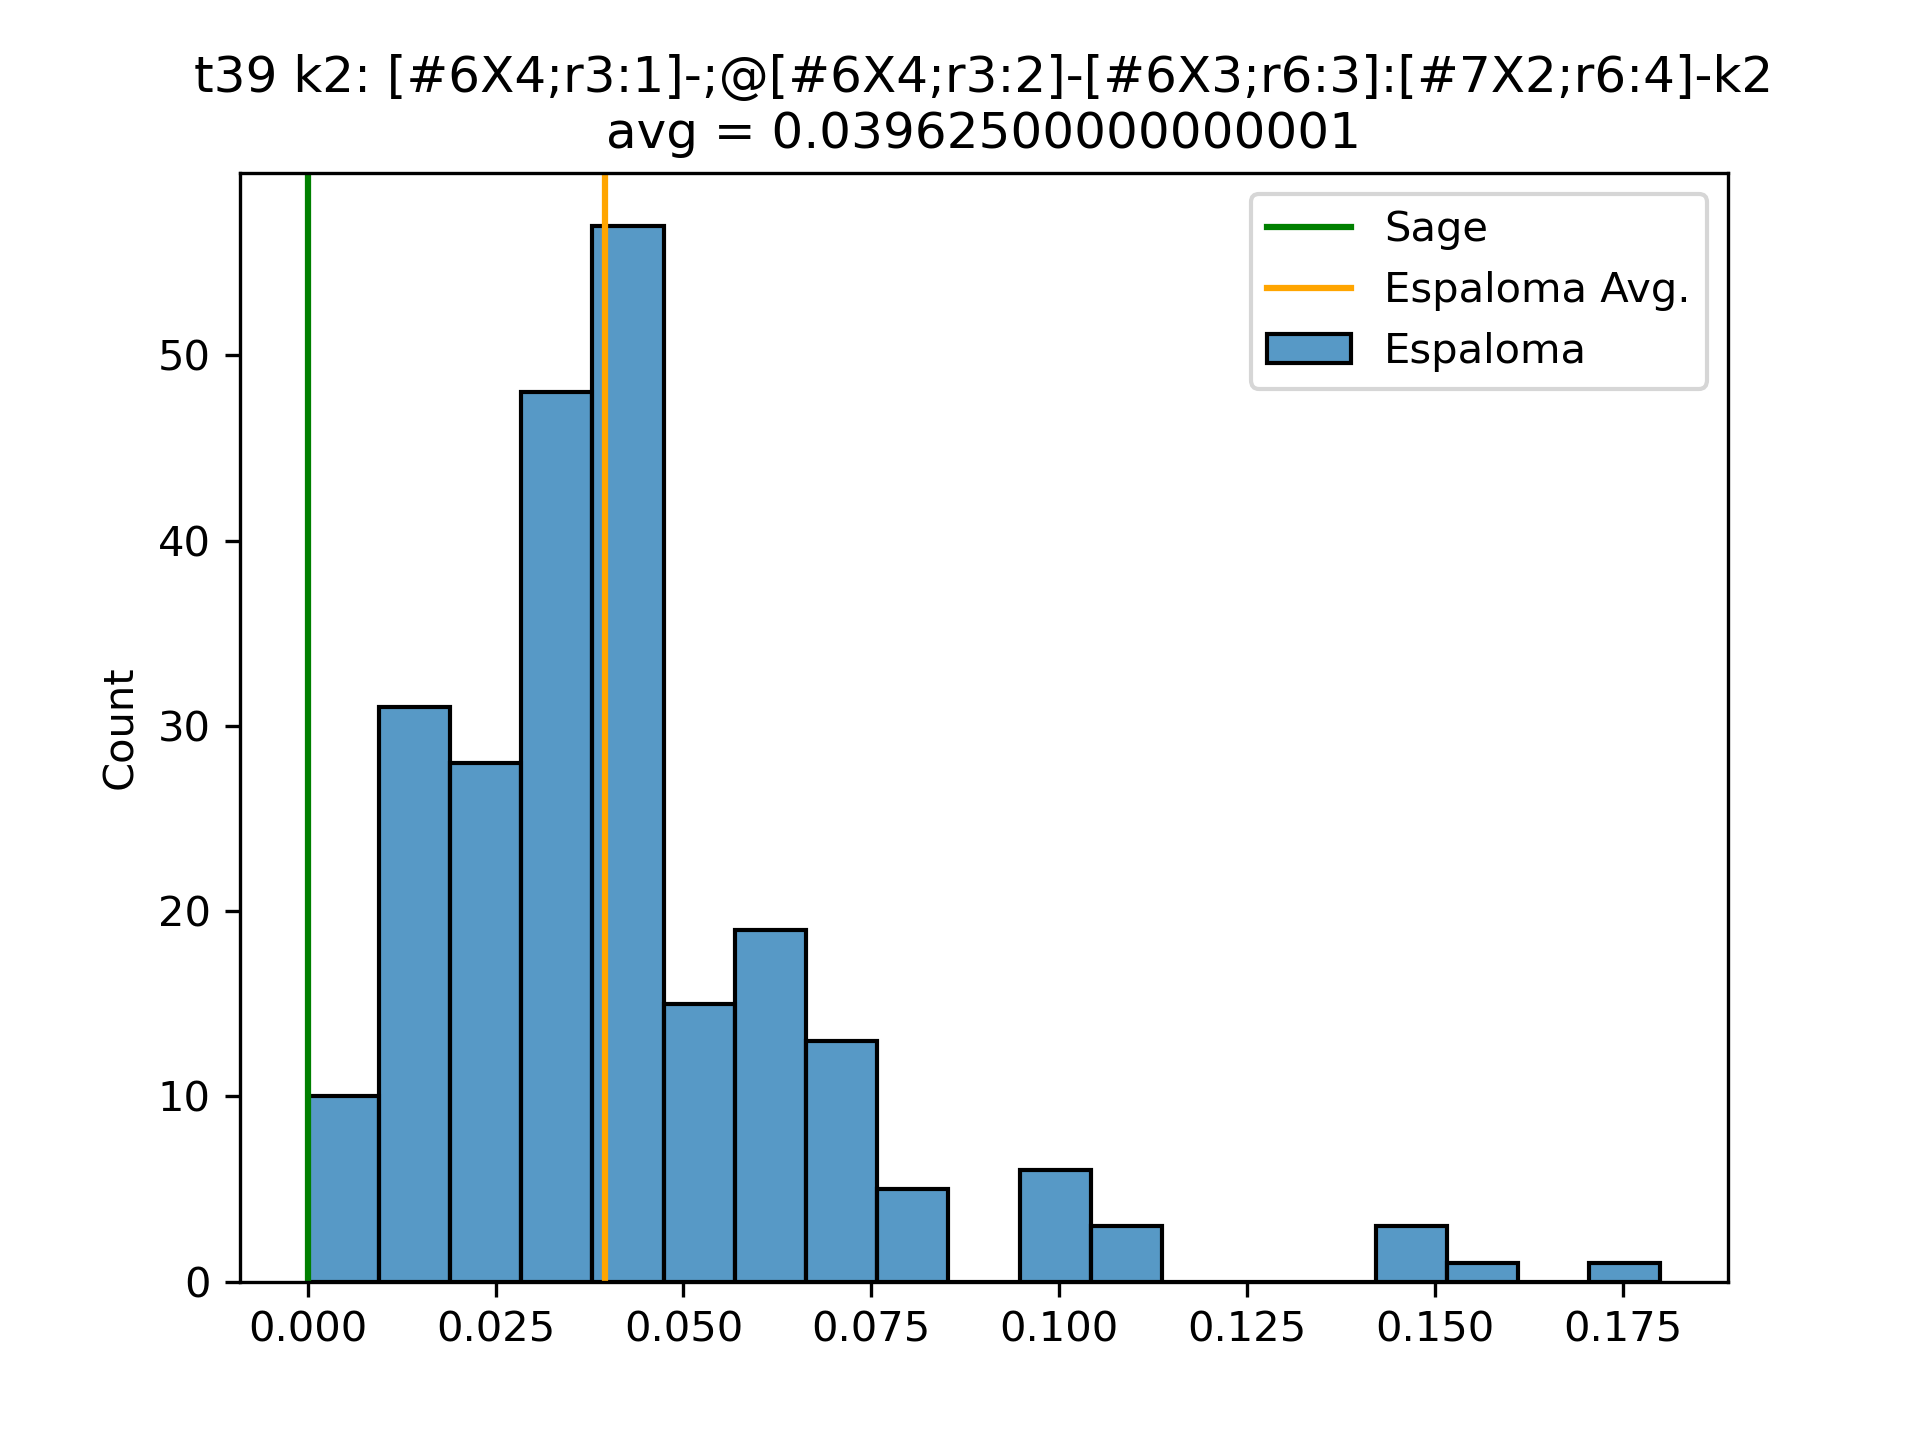 t39 k2: [#6X4;r3:1]-;@[#6X4;r3:2]-[#6X3;r6:3]:[#7X2;r6:4]-k2
avg = 0.03962500000000001
Sage
Espaloma Avg.
Espaloma
Count
50
40
30
20
10
0
0.000 0.025 0.050 0.075 0.100 0.125 0.150 0.175